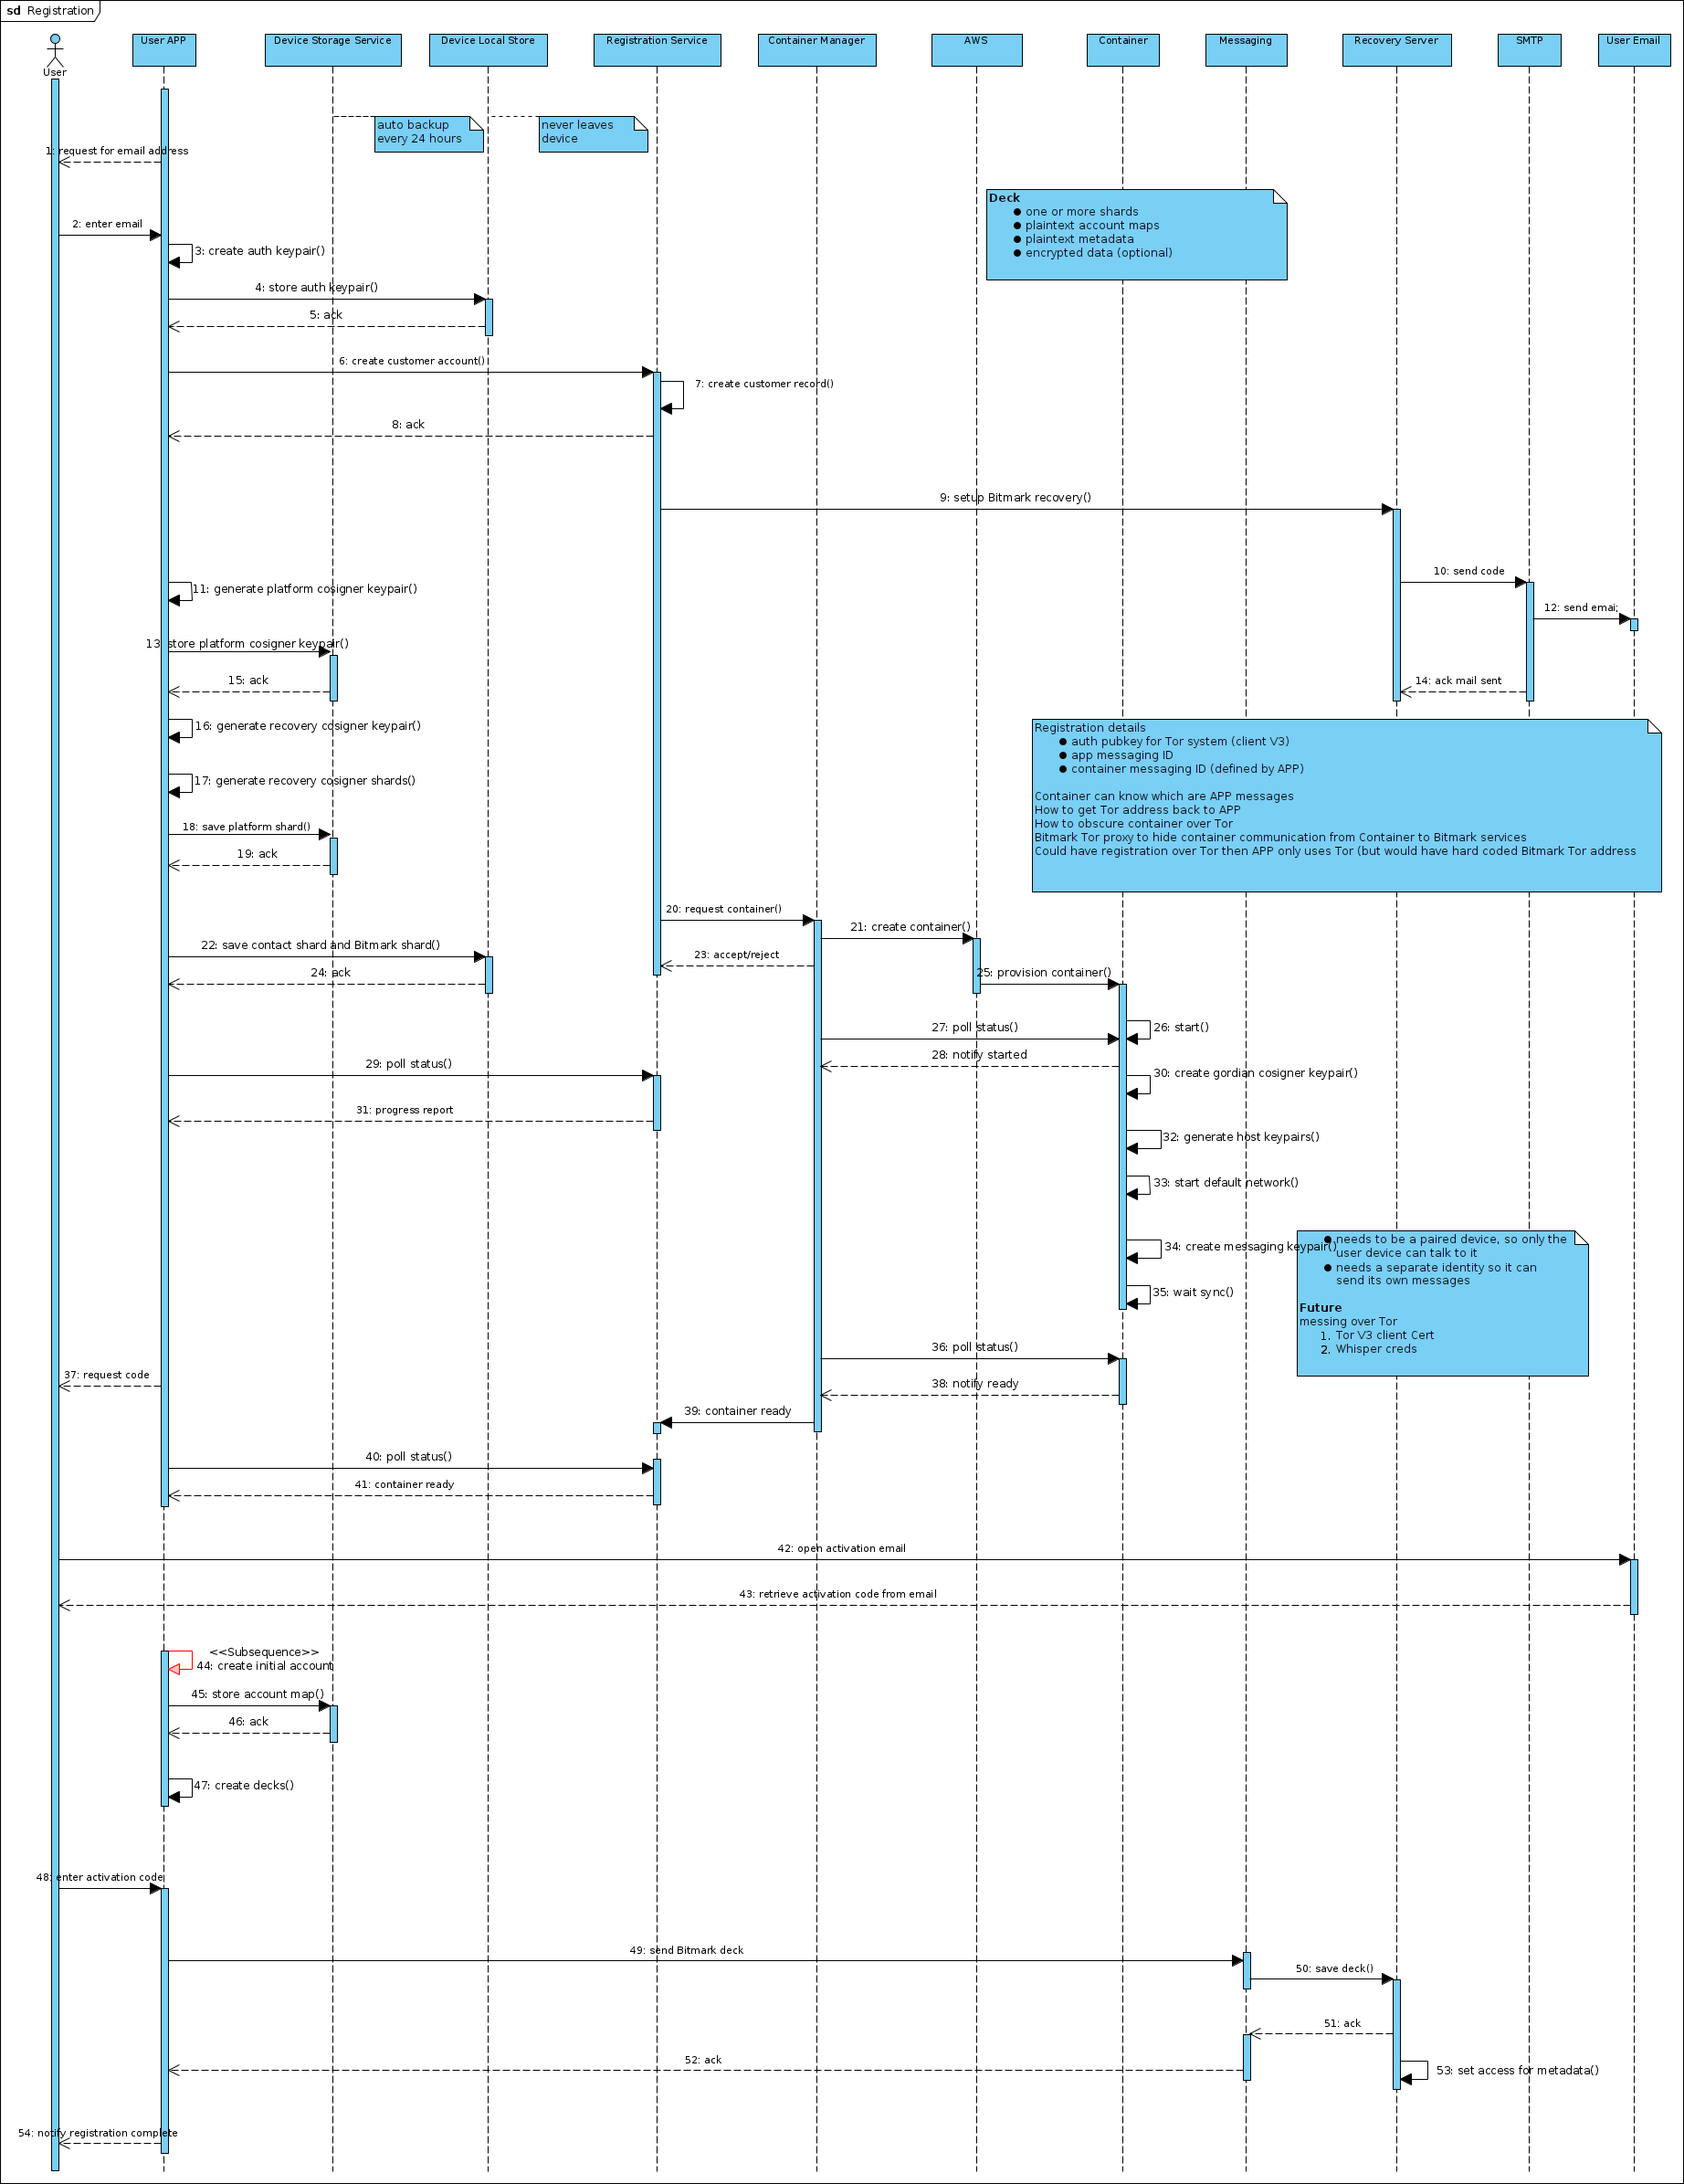 sd Registration
User
User APP
Device Storage Service
Device Local Store
Registration Service
Container Manager
AWS
Container
Messaging
Recovery Server
SMTP
User Email
auto backup
every 24 hours
never leaves
device
1: request for email address
Deck
● one or more shards
● plaintext account maps
● plaintext metadata
● encrypted data (optional)
2: enter email
3: create auth keypair()
4: store auth keypair()
5: ack
6: create customer account()
7: create customer record()
8: ack
9: setup Bitmark recovery()
10: send code
11: generate platform cosigner keypair()
12: send emai;
13: store platform cosigner keypair()
14: ack mail sent
15: ack
16: generate recovery cosigner keypair()
Registration details
● auth pubkey for Tor system (client V3)
● app messaging ID
● container messaging ID (defined by APP)
Container can know which are APP messages
How to get Tor address back to APP
How to obscure container over Tor
Bitmark Tor proxy to hide container communication from Container to Bitmark services
Could have registration over Tor then APP only uses Tor (but would have hard coded Bitmark Tor address
17: generate recovery cosigner shards()
18: save platform shard()
19: ack
20: request container()
21: create container()
22: save contact shard and Bitmark shard()
23: accept/reject
24: ack
25: provision container()
26: start()
27: poll status()
28: notify started
29: poll status()
30: create gordian cosigner keypair()
31: progress report
32: generate host keypairs()
33: start default network()
34: create messaging keypair()
● needs to be a paired device, so only the
user device can talk to it
● needs a separate identity so it can
send its own messages
Future
messing over Tor
1. Tor V3 client Cert
2. Whisper creds
35: wait sync()
36: poll status()
37: request code
38: notify ready
39: container ready
40: poll status()
41: container ready
42: open activation email
43: retrieve activation code from email
<<Subsequence>>
44: create initial account
45: store account map()
46: ack
47: create decks()
48: enter activation code
49: send Bitmark deck
50: save deck()
51: ack
52: ack
53: set access for metadata()
54: notify registration complete